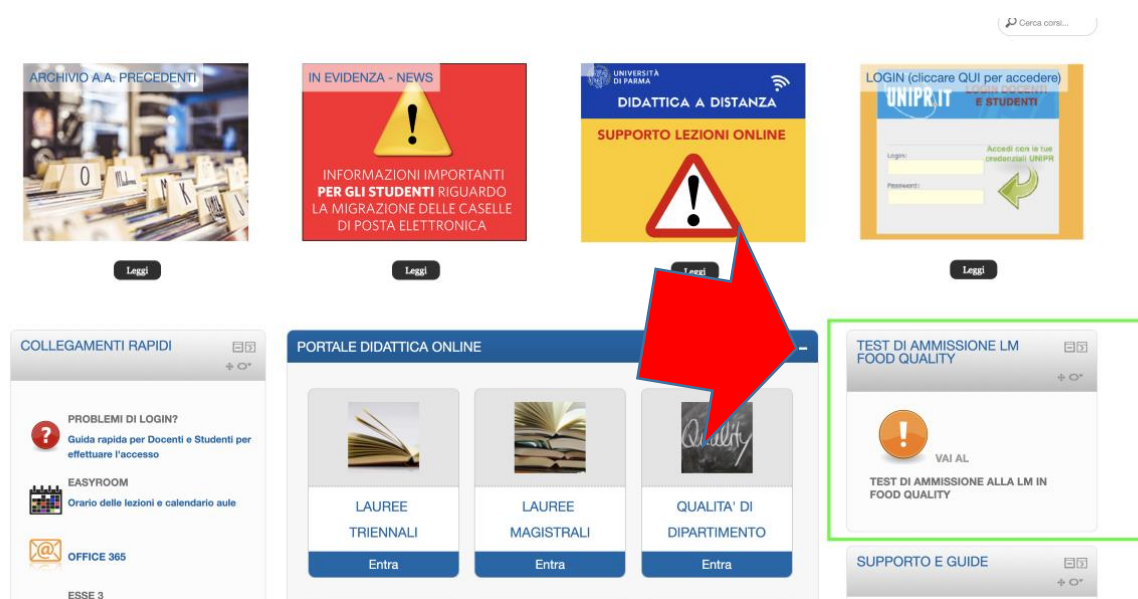 Cerca corsi...
ARCHIVIO A.A. PRECEDENTI
Leggi
IN EVIDENZA - NEWS
INFORMAZIONI IMPORTANTI
PER GLI STUDENTI RIGUARDO
LA MIGRAZIONE DELLE CASELLE
DI POSTA ELETTRONICA
Leggi
UNIVERSITÀ
DI PARMA
DIDATTICA A DISTANZA
SUPPORTO LEZIONI ONLINE
Leggi
LOGIN (cliccare QUI per accedere)
UNIPR.IT
LOGIN DOCENTI
E STUDENTI
Login:
Password:
Accedi con le tue
credenziali UNIPR
Leggi
COLLEGAMENTI RAPIDI
PROBLEMI DI LOGIN?
Guida rapida per Docenti e Studenti per
effettuare l'accesso
EASYROOM
Orario delle lezioni e calendario aule
OFFICE 365
ESSE 3
PORTALE DIDATTICA ONLINE
LAUREE
TRIENNALI
Entra
LAUREE
MAGISTRALI
Entra
Quality
QUALITA' DI
DIPARTIMENTO
Entra
TEST DI AMMISSIONE LM
FOOD QUALITY
VAI AL
TEST DI AMMISSIONE ALLA LM IN
FOOD QUALITY
SUPPORTO E GUIDE